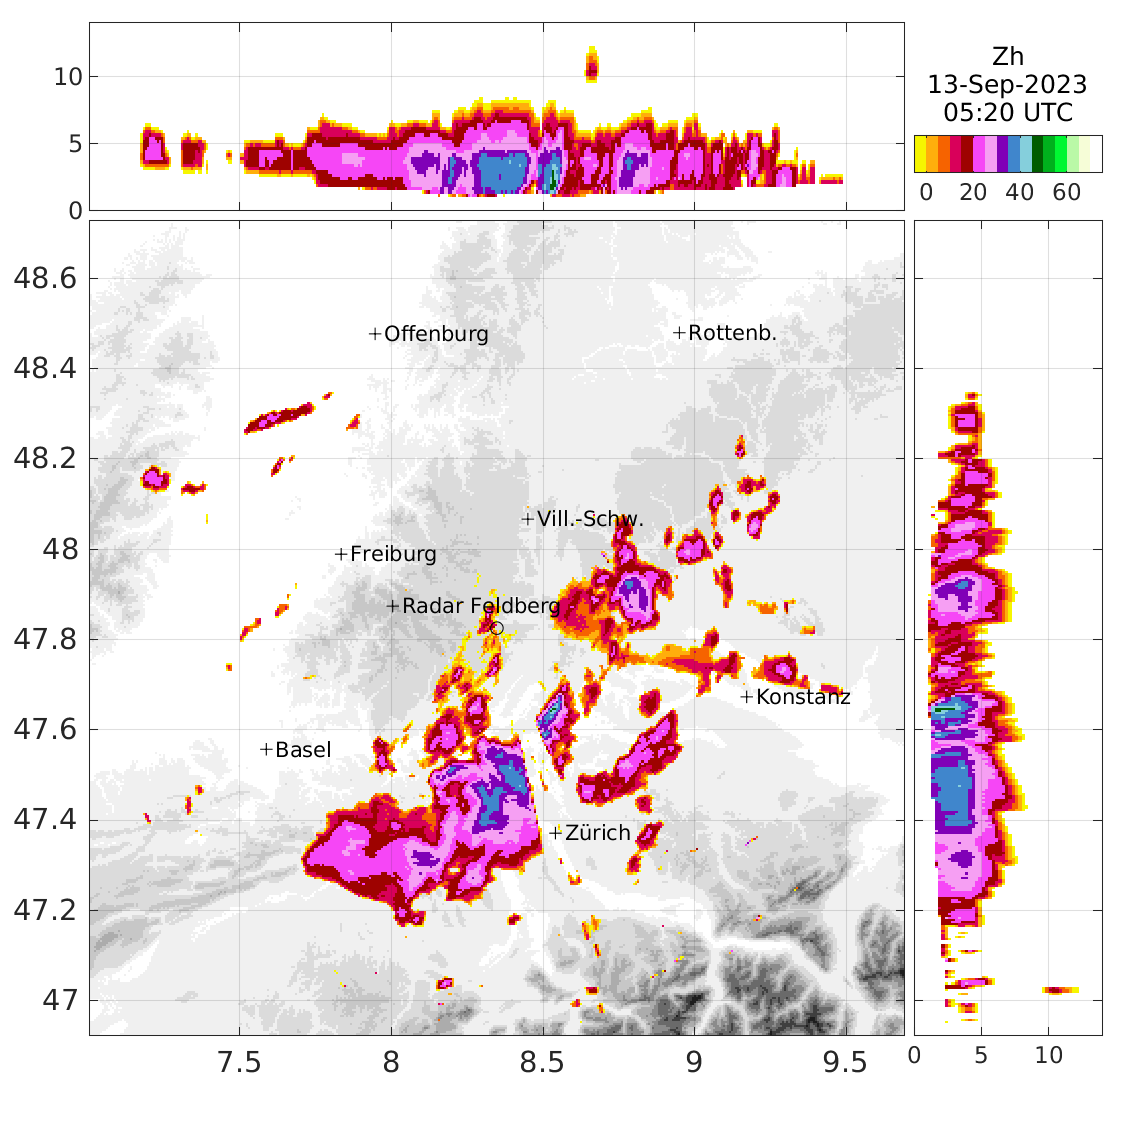 10
5
0
Zh
13-Sep-2023
05:20 UTC
0 20 40 60
48.6
48.4
48.2
48
47.8
47.6
47.4
47.2
47
+Offenburg
+Rottenb.
+Vill.-Schw.
+Freiburg
+Radar Feldberg
+Konstanz
+Basel
+Zürich
7.5 8 8.5 9 9.5
0 5 10